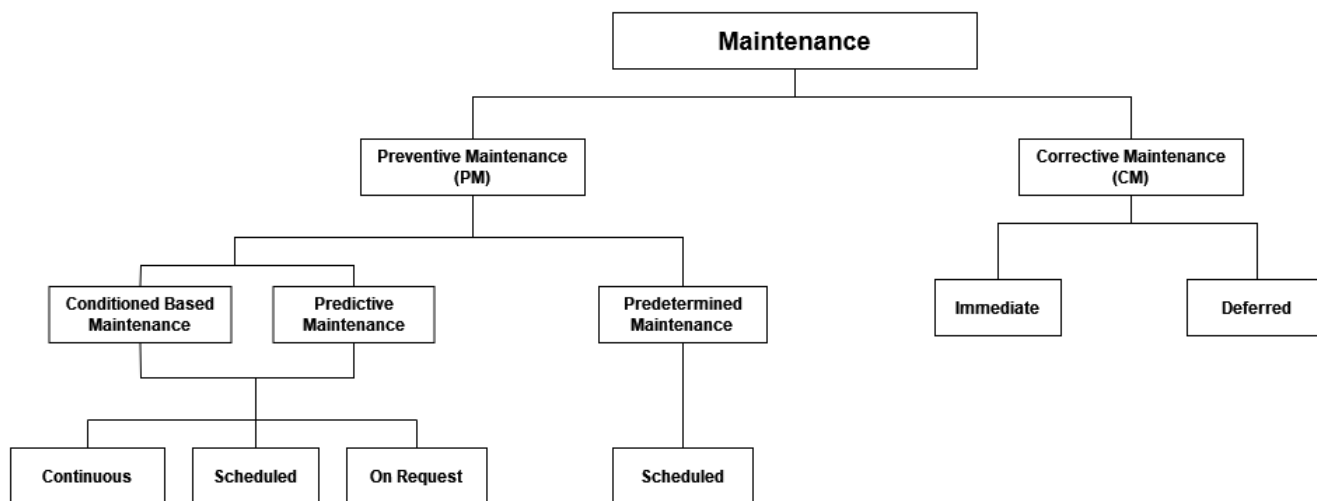 Maintenance
Preventive Maintenance
(PM)
Corrective Maintenance
(CM)
Conditioned Based
Maintenance
Predictive
Maintenance
Predetermined
Maintenance
Immediate
Deferred
Continuous
Scheduled
On Request
Scheduled